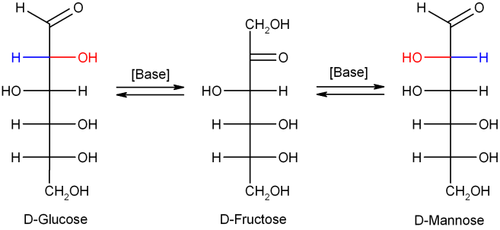 H O
H OH
HO H
H OH
H OH
CH₂OH
D-Glucose
[Base]
CH₂OH
O
HO H
H OH
H OH
CH₂OH
D-Fructose
[Base]
H O
HO H
HO H
H OH
H OH
CH₂OH
D-Mannose